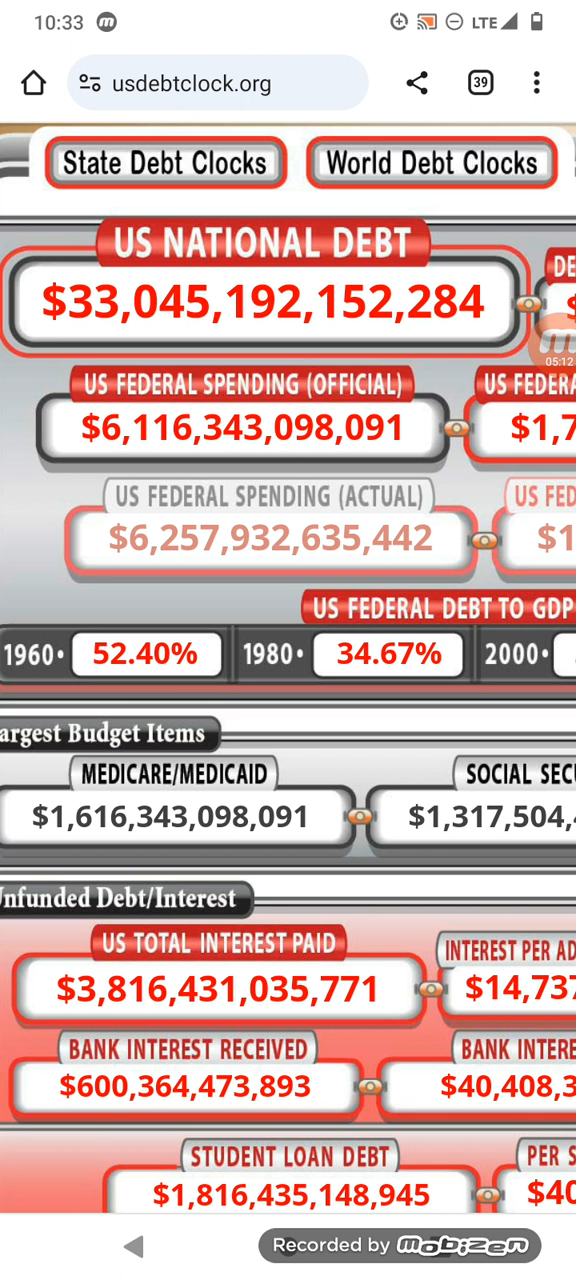 10:33
LTE
usdebtclock.org
39
State Debt Clocks World Debt Clocks
US NATIONAL DEBT
DE
$33,045,192,152,284
05:12
US FEDERAL SPENDING (OFFICIAL) US FEDERA
$6,116,343,098,091 $1,7
US FEDERAL SPENDING (ACTUAL) US FED
$6,257,932,635,442 $1
US FEDERAL DEBT TO GDP
1960• 52.40% 1980• 34.67% 2000•
argest Budget Items
MEDICARE/MEDICAID SOCIAL SECU
$1,616,343,098,091 $1,317,504,
Unfunded Debt/Interest
US TOTAL INTEREST PAID INTEREST PER AD
$3,816,431,035,771 $14,737
BANK INTEREST RECEIVED BANK INTERE
$600,364,473,893 $40,408,3
STUDENT LOAN DEBT PER S
$1,816,435,148,945 $40
Recorded by mobizen